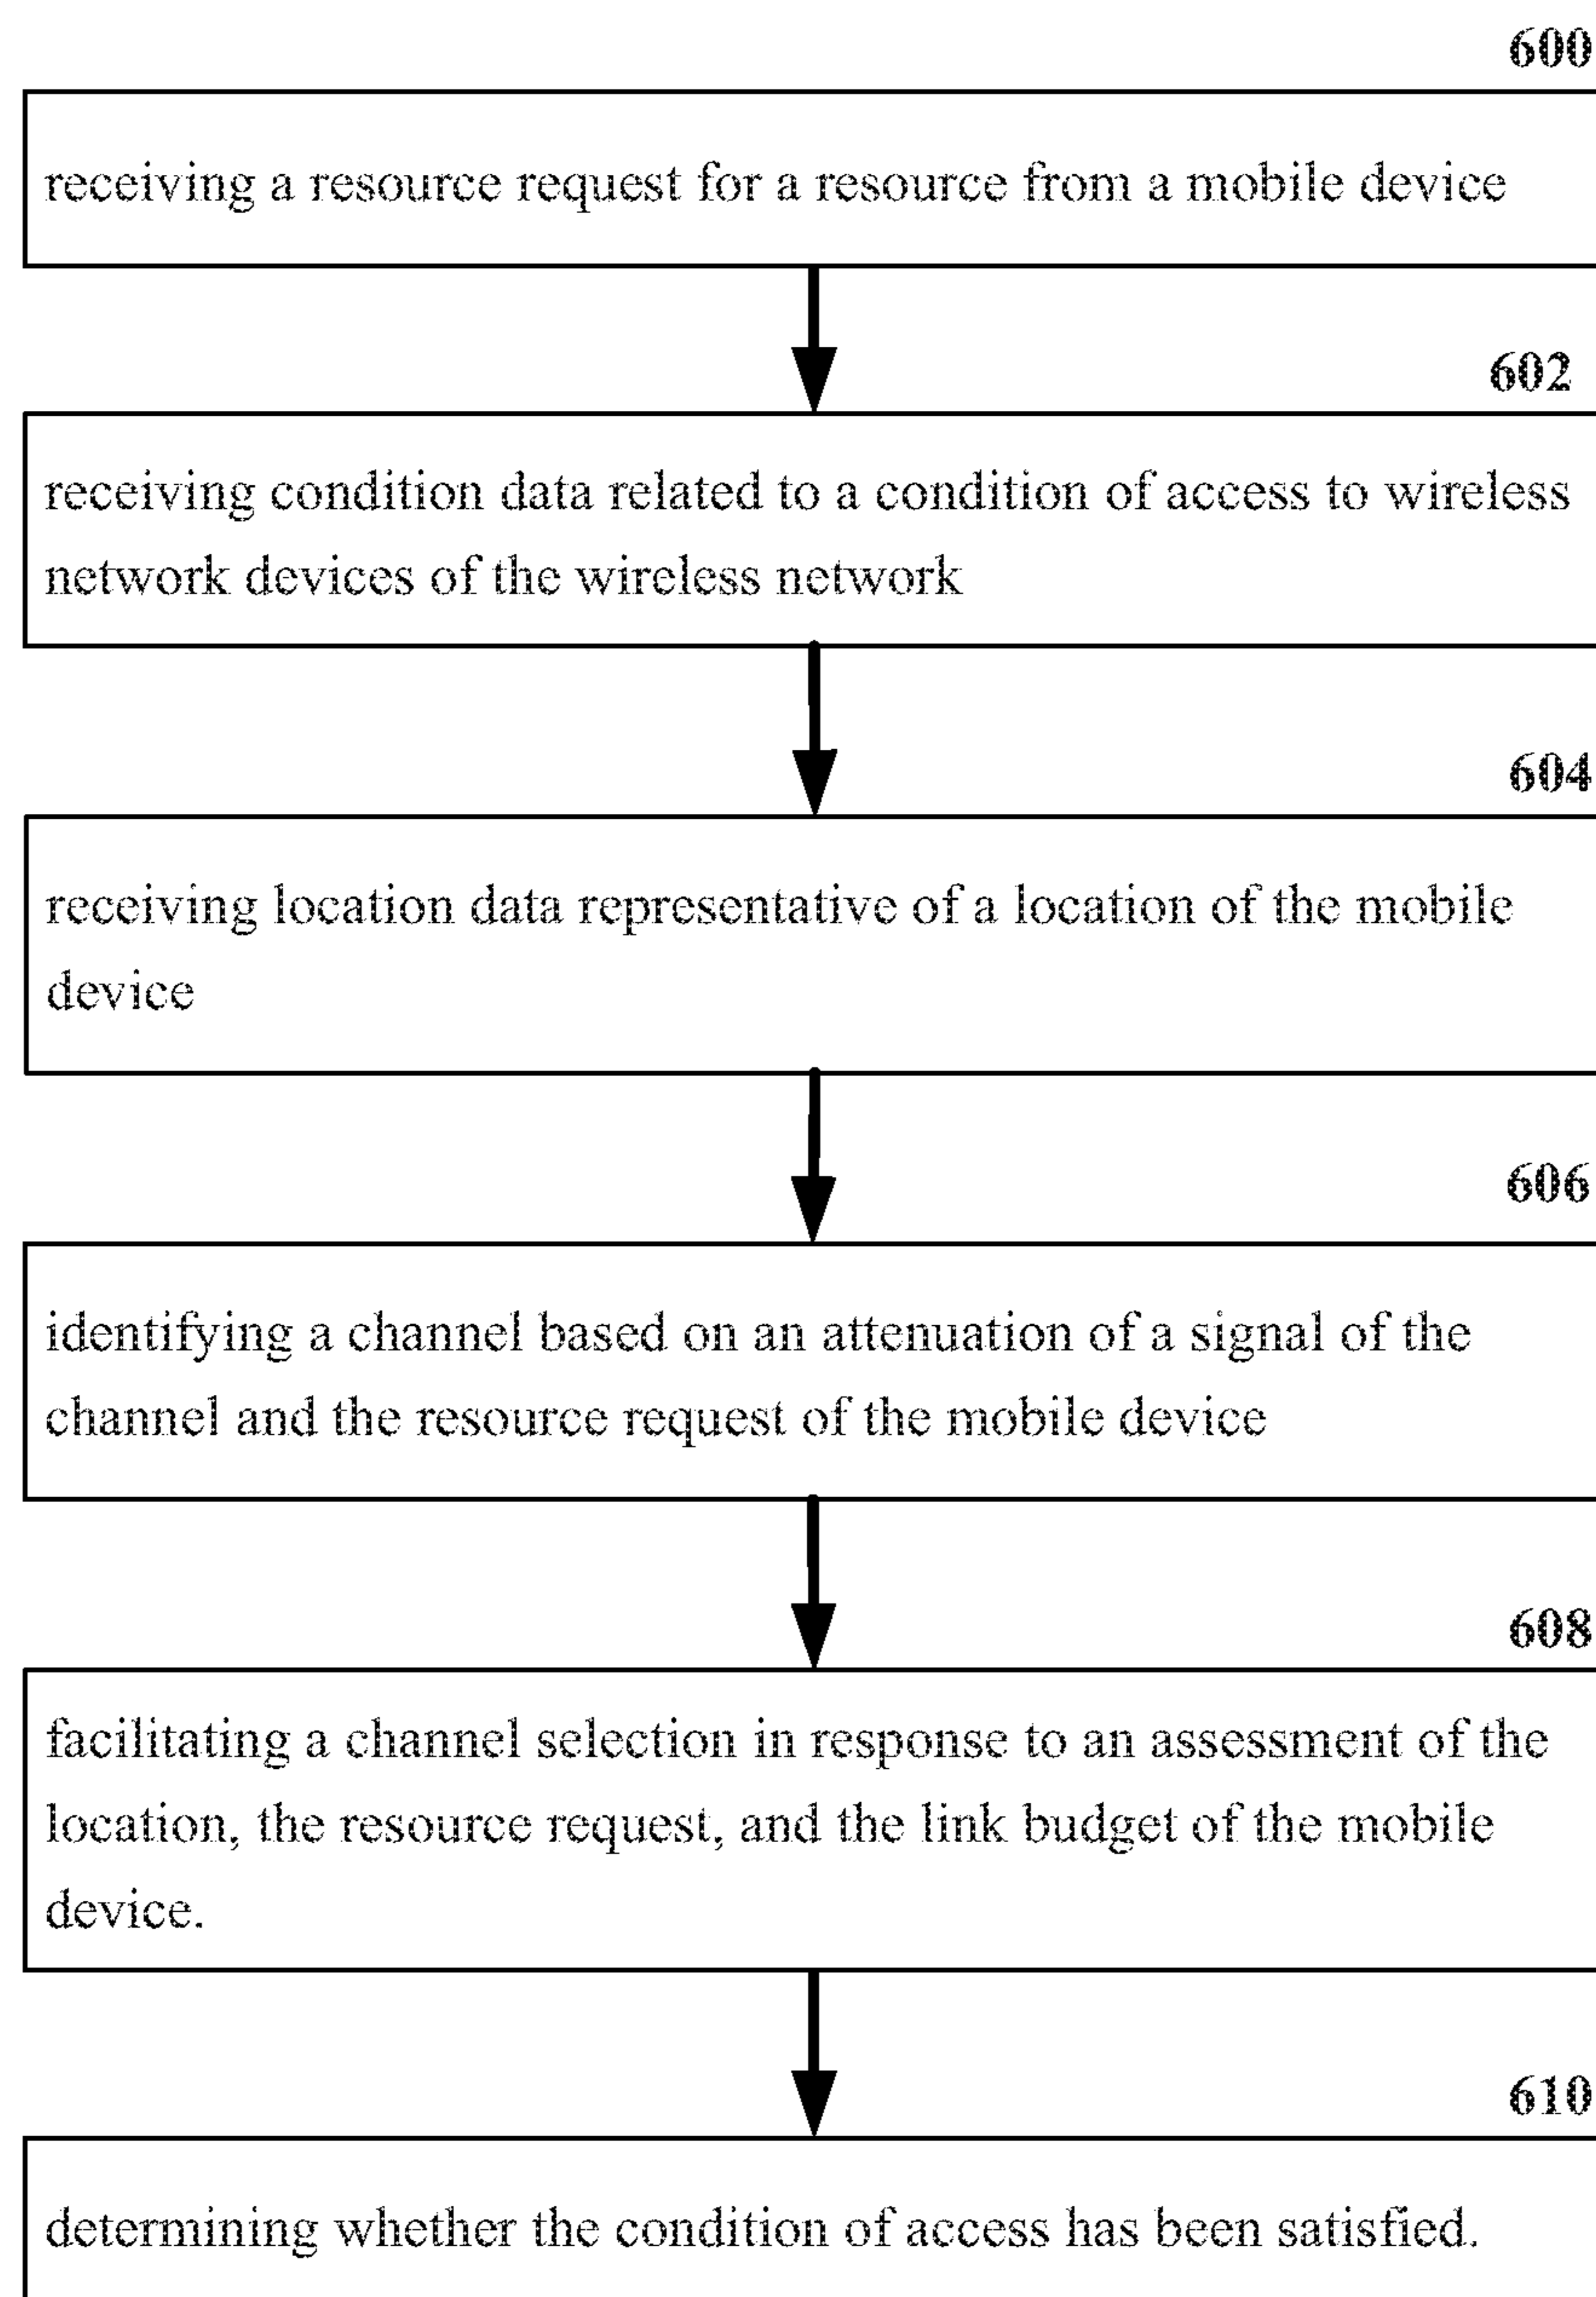 600
receiving a resource request for a resource from a mobile device
602
receiving condition data related to a condition of access to wireless
network devices of the wireless network
604
receiving location data representative of a location of the mobile
device
606
identifying a channel based on an attenuation of a signal of the
channel and the resource request of the mobile device
608
facilitating a channel selection in response to an assessment of the
location, the resource request, and the link budget of the mobile
device.
610
determining whether the condition of access has been satisfied.